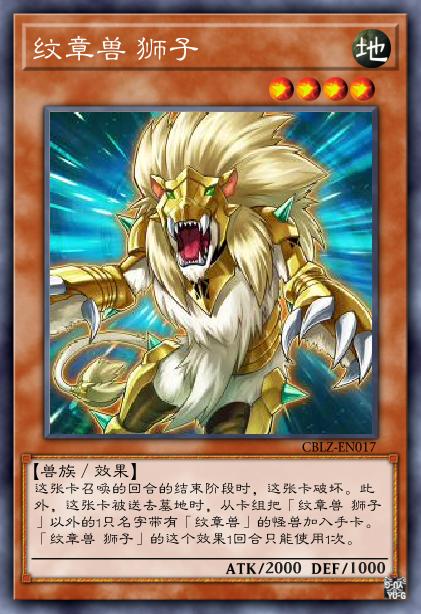 纹章兽 狮子
地
CBLZ-EN017
【兽族／效果】
这张卡召唤的回合的结束阶段时，这张卡破坏。此
外，这张卡被送去墓地时，从卡组把「纹章兽 狮子
」以外的1只名字带有「纹章兽」的怪兽加入手卡。
「纹章兽 狮子」的这个效果1回合只能使用1次。
ATK/2000 DEF/1000